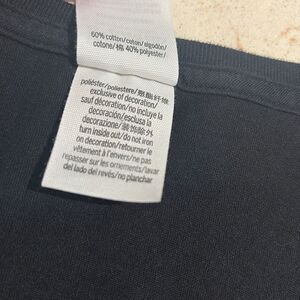 60% cotton/coton/algodón/
cotone/棉 40% polyester/
poliéster/poliestere/聚酯纤维
exclusive of decoration/
sauf décoration/no incluye la
decoración/esclusa la
decorazione/装饰除外
turn inside out/do not iron
on decoration/retourner le
vêtement à l'envers/ne pas
repasser sur les ornements/lavar
del lado del revés/no planchar